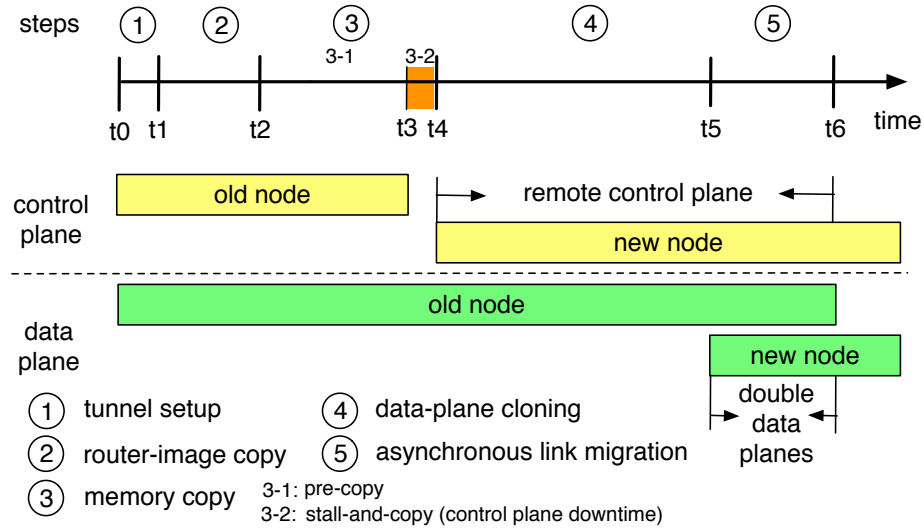 steps 1 2 3 4 5
3-1 3-2
t0 t1 t2 t3 t4 t5 t6 time
control plane
old node
remote control plane
new node
data plane
old node
new node
double data planes
1 tunnel setup
2 router-image copy
3 memory copy
3-1: pre-copy
3-2: stall-and-copy (control plane downtime)
4 data-plane cloning
5 asynchronous link migration